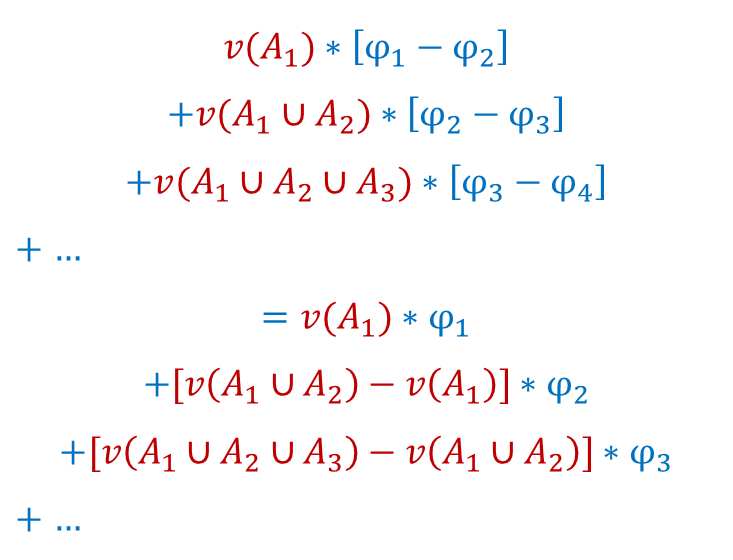 v(A₁) ∗ [φ₁ − φ₂]
+v(A₁ ∪ A₂) ∗ [φ₂ − φ₃]
+v(A₁ ∪ A₂ ∪ A₃) ∗ [φ₃ − φ₄]
+ …
= v(A₁) ∗ φ₁
+[v(A₁ ∪ A₂) − v(A₁)] ∗ φ₂
+[v(A₁ ∪ A₂ ∪ A₃) − v(A₁ ∪ A₂)] ∗ φ₃
+ …